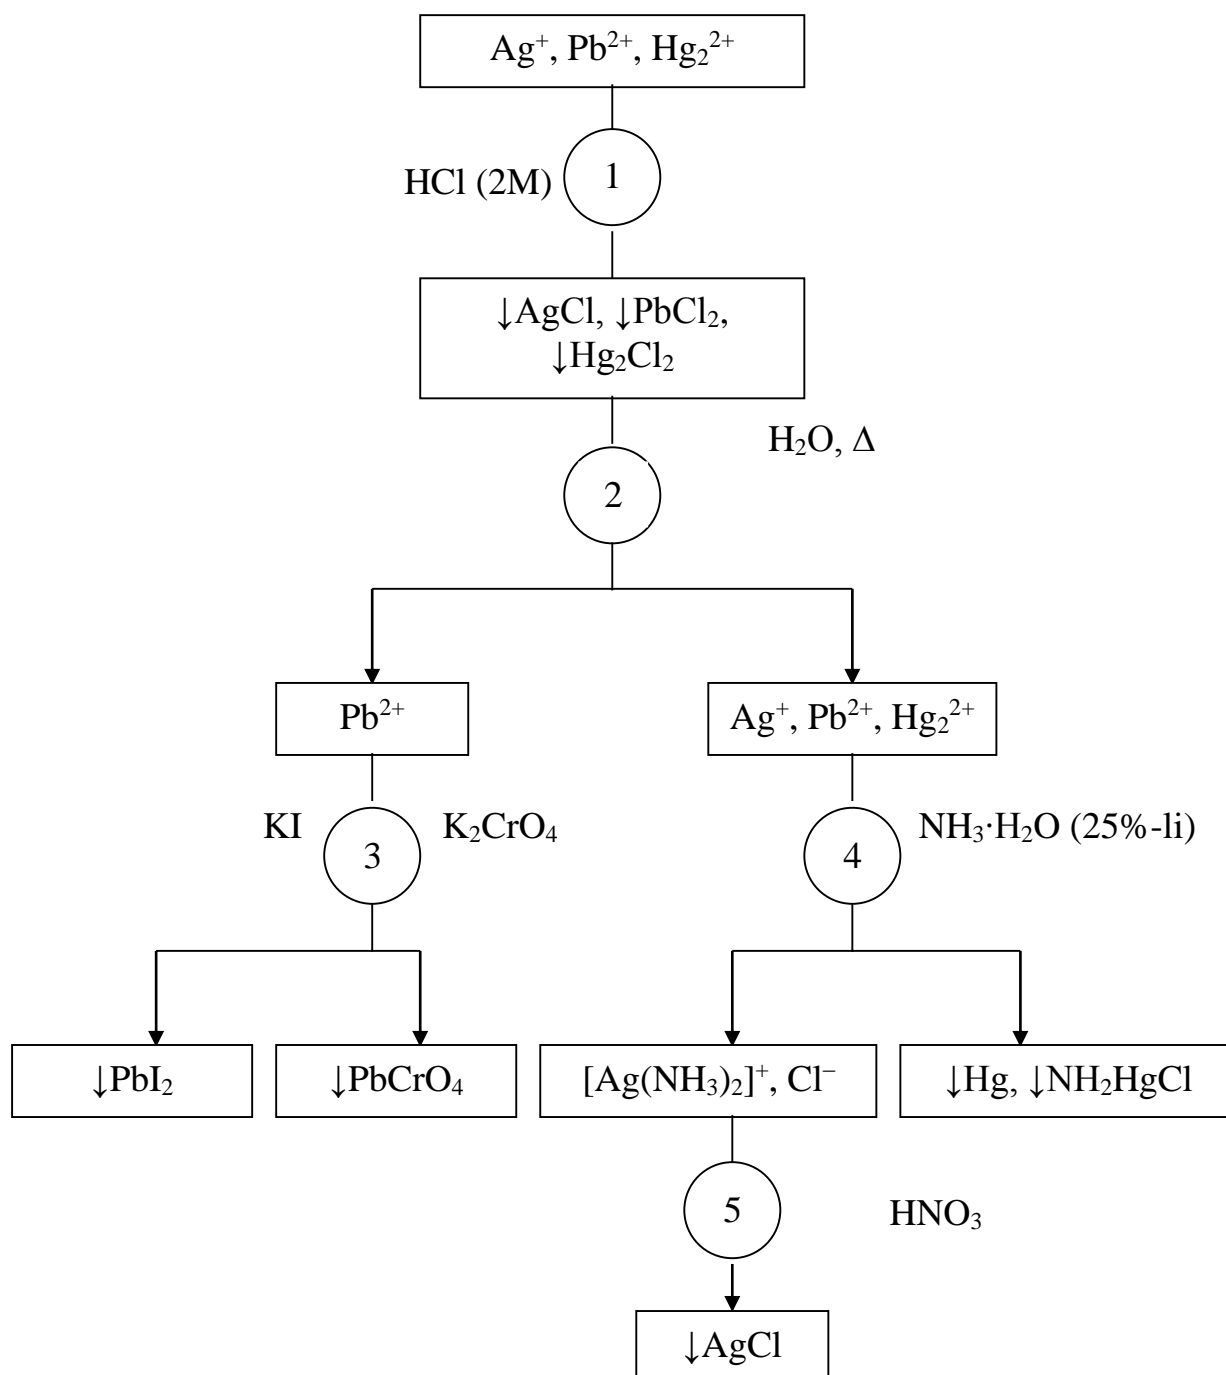 Ag⁺, Pb²⁺, Hg₂²⁺
HCl (2M)
1
↓AgCl, ↓PbCl₂,
↓Hg₂Cl₂
H₂O, Δ
2
Pb²⁺
Ag⁺, Pb²⁺, Hg₂²⁺
KI
3
K₂CrO₄
4
NH₃·H₂O (25%-li)
↓PbI₂
↓PbCrO₄
[Ag(NH₃)₂]⁺, Cl⁻
↓Hg, ↓NH₂HgCl
5
HNO₃
↓AgCl